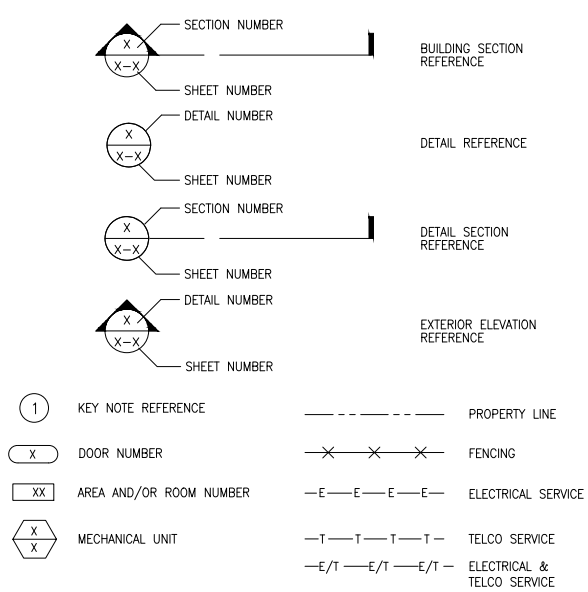 SECTION NUMBER
X
BUILDING SECTION
REFERENCE
X-X
SHEET NUMBER
DETAIL NUMBER
X
DETAIL REFERENCE
X-X
SHEET NUMBER
SECTION NUMBER
X
DETAIL SECTION
REFERENCE
X-X
SHEET NUMBER
DETAIL NUMBER
X
EXTERIOR ELEVATION
REFERENCE
X-X
SHEET NUMBER
1 KEY NOTE REFERENCE
PROPERTY LINE
X DOOR NUMBER
FENCING
XX AREA AND/OR ROOM NUMBER
E E E E ELECTRICAL SERVICE
X
X
MECHANICAL UNIT
T T T T TELCO SERVICE
E/T E/T E/T ELECTRICAL &
TELCO SERVICE